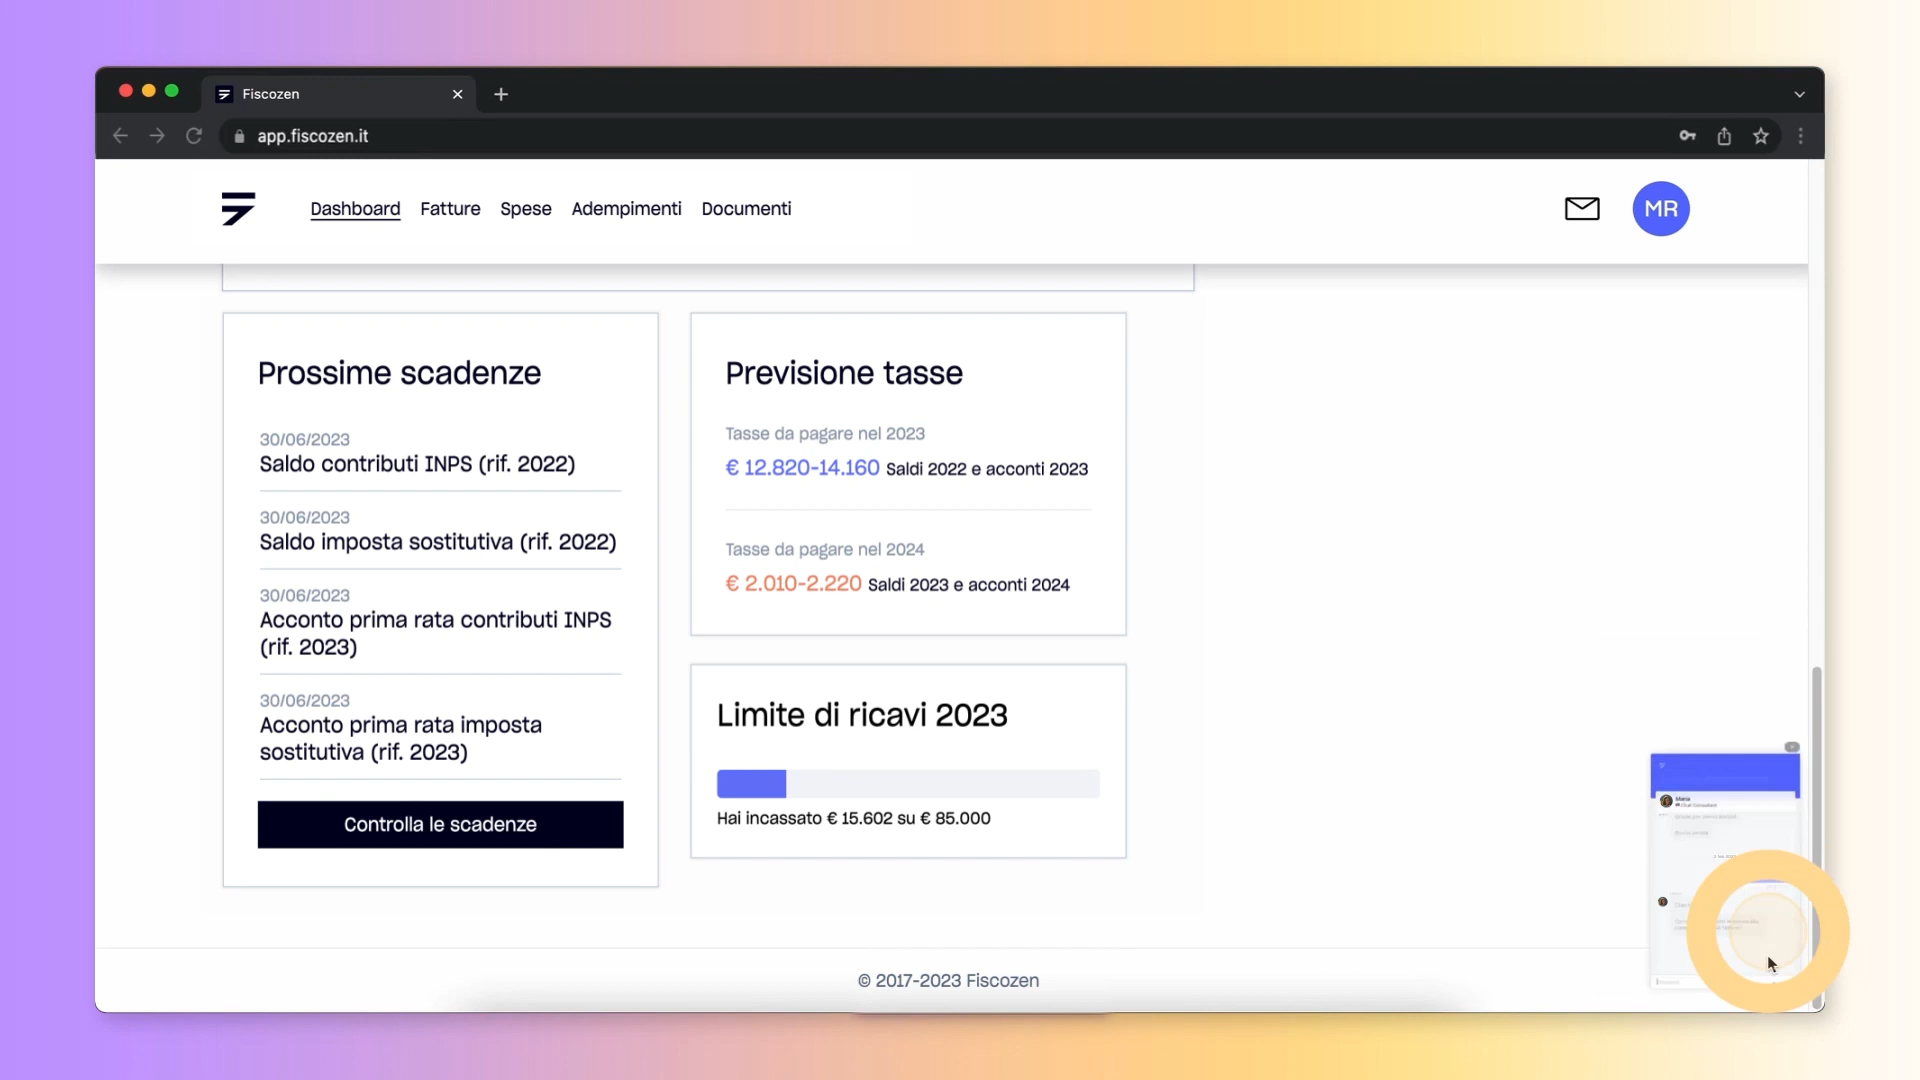 Fiscozen
app.fiscozen.it
Dashboard Fatture Spese Adempimenti Documenti
MR
Prossime scadenze
30/06/2023
Saldo contributi INPS (rif. 2022)
30/06/2023
Saldo imposta sostitutiva (rif. 2022)
30/06/2023
Acconto prima rata contributi INPS
(rif. 2023)
30/06/2023
Acconto prima rata imposta
sostitutiva (rif. 2023)
Controlla le scadenze
Previsione tasse
Tasse da pagare nel 2023
€ 12.820-14.160 Saldi 2022 e acconti 2023
Tasse da pagare nel 2024
€ 2.010-2.220 Saldi 2023 e acconti 2024
Limite di ricavi 2023
Hai incassato € 15.602 su € 85.000
© 2017-2023 Fiscozen